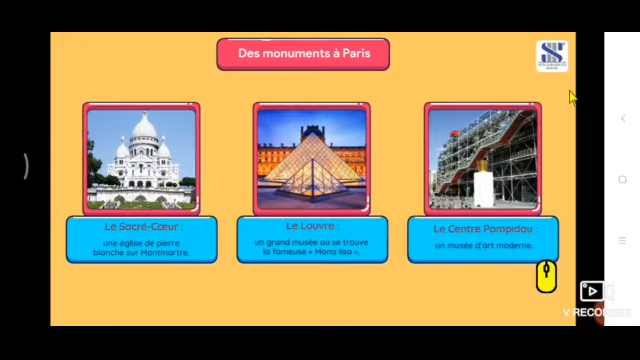 Des monuments à Paris
Le Sacré-Cœur :
une église de pierre
blanche sur Montmartre.
Le Louvre :
un grand musée où se trouve
la fameuse « Mona lisa ».
Le Centre Pompidou :
un musée d'art moderne.
V RECORDER